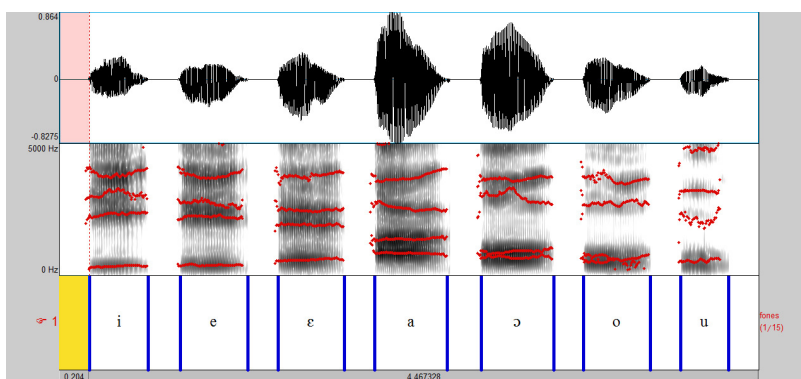 0.864
0
-0.8275
5000 Hz
0 Hz
☞ 1 i e ɛ a ɔ o u fones
(1/15)
0.204 4.467328